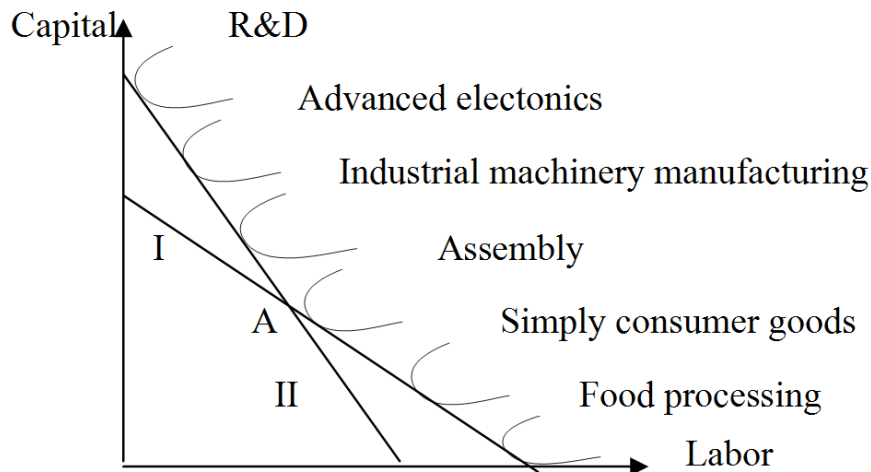 Capital
R&D
Advanced electonics
Industrial machinery manufacturing
I
Assembly
A
Simply consumer goods
II
Food processing
Labor